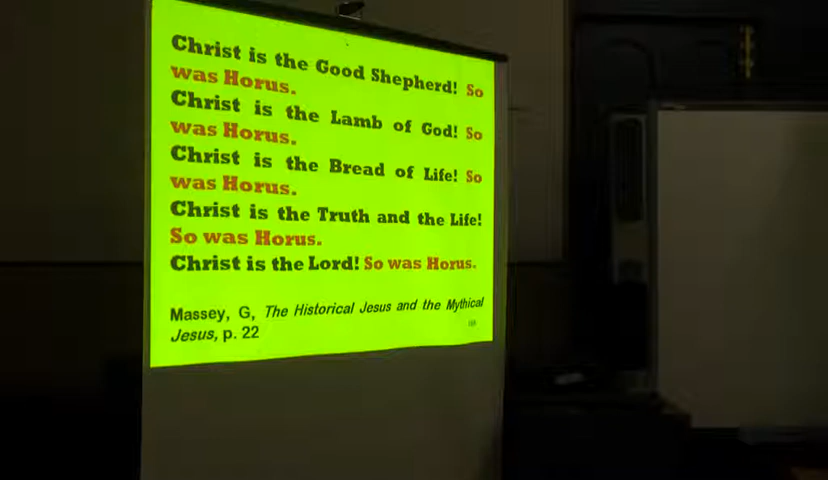 Christ is the Good Shepherd! So
was Horus.
Christ is the Lamb of God! So
was Horus.
Christ is the Bread of Life! So
was Horus.
Christ is the Truth and the Life!
So was Horus.
Christ is the Lord! So was Horus.
Massey, G, The Historical Jesus and the Mythical
Jesus, p. 22